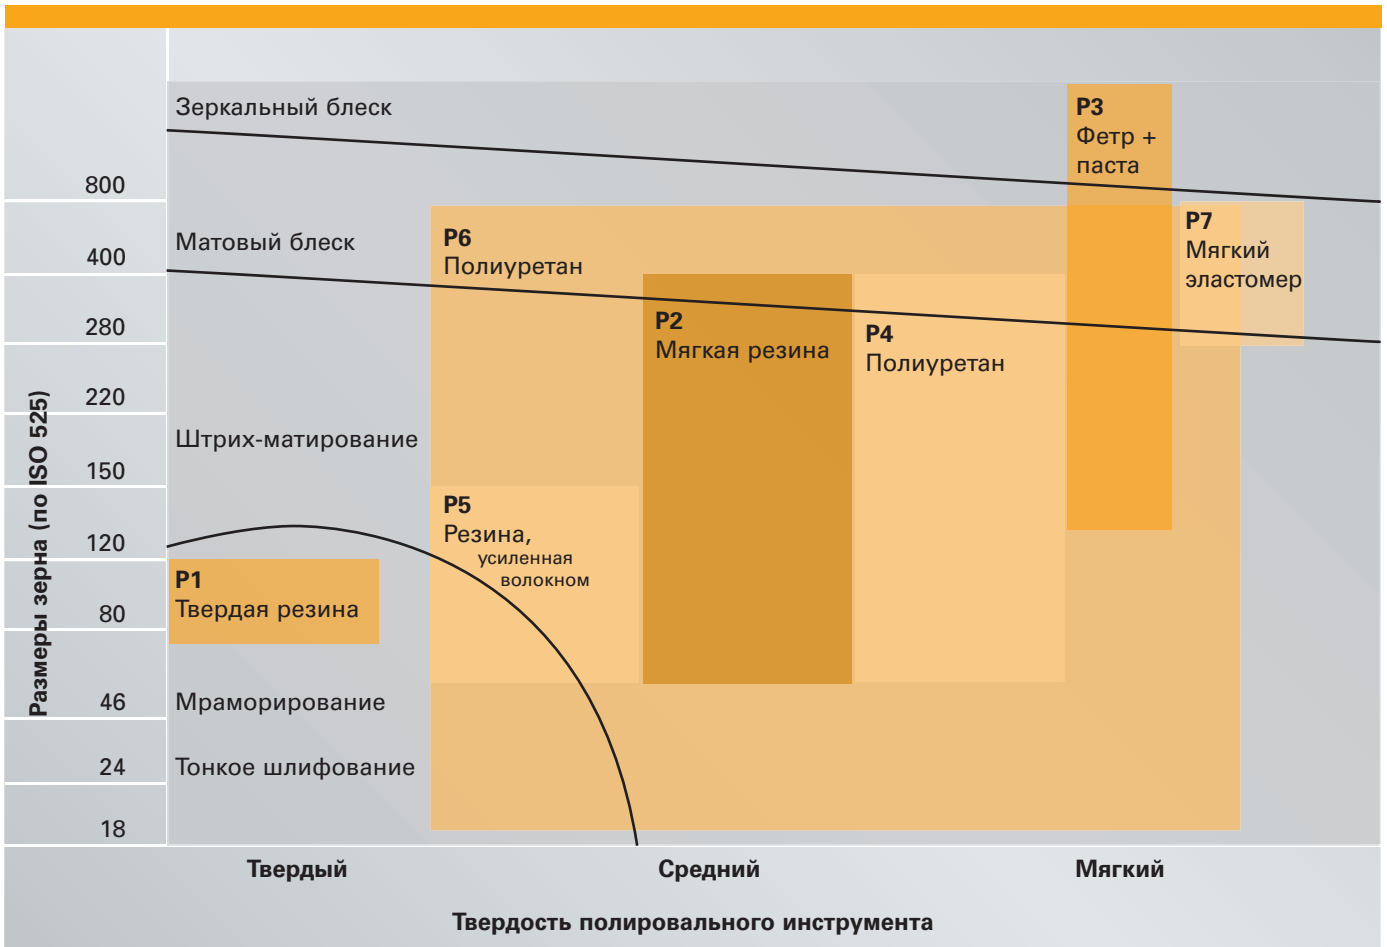 Зеркальный блеск
P3
Фетр +
паста
800
Матовый блеск
400
P6
Полиуретан
P7
Мягкий
эластомер
280
P2
Мягкая резина
P4
Полиуретан
220
Штрих-матирование
150
P5
Резина,
усиленная
волокном
120
P1
Твердая резина
80
46
Мраморирование
24
Тонкое шлифование
18
Размеры зерна (по ISO 525)
Твердый
Средний
Мягкий
Твердость полировального инструмента